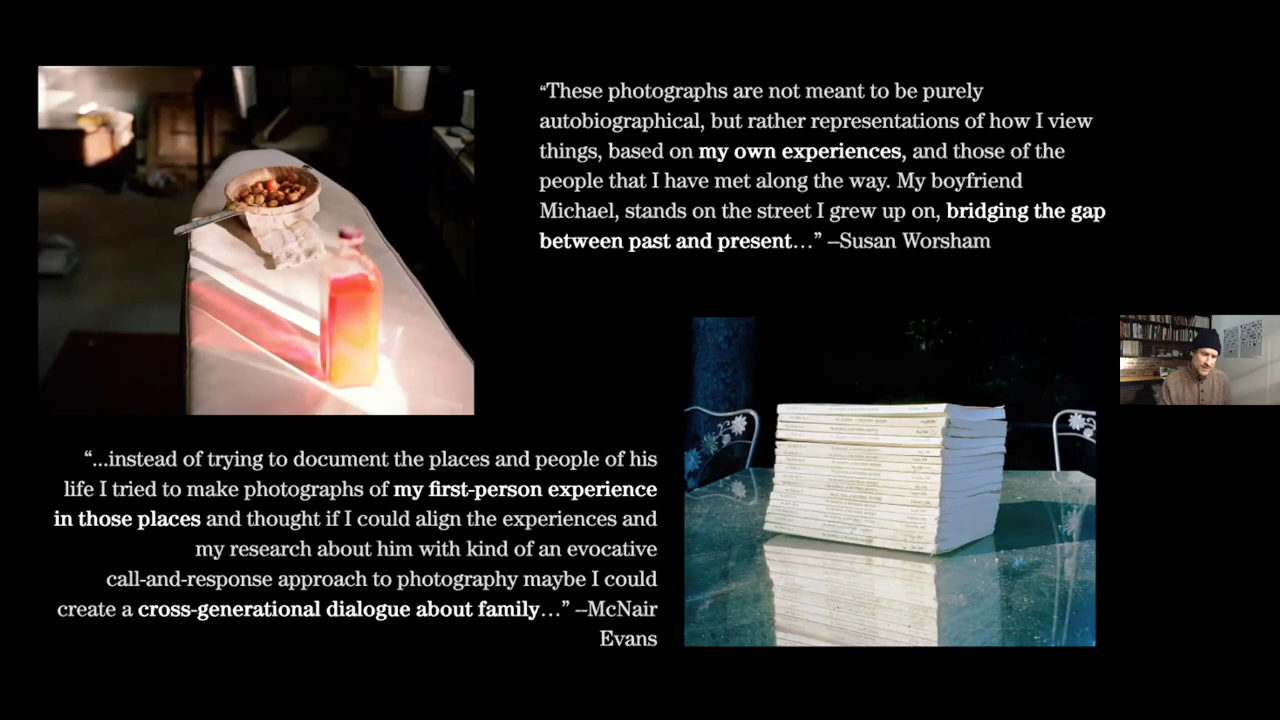 “These photographs are not meant to be purely
autobiographical, but rather representations of how I view
things, based on my own experiences, and those of the
people that I have met along the way. My boyfriend
Michael, stands on the street I grew up on, bridging the gap
between past and present…” –Susan Worsham
“…instead of trying to document the places and people of his
life I tried to make photographs of my first-person experience
in those places and thought if I could align the experiences and
my research about him with kind of an evocative
call-and-response approach to photography maybe I could
create a cross-generational dialogue about family…” –McNair
Evans